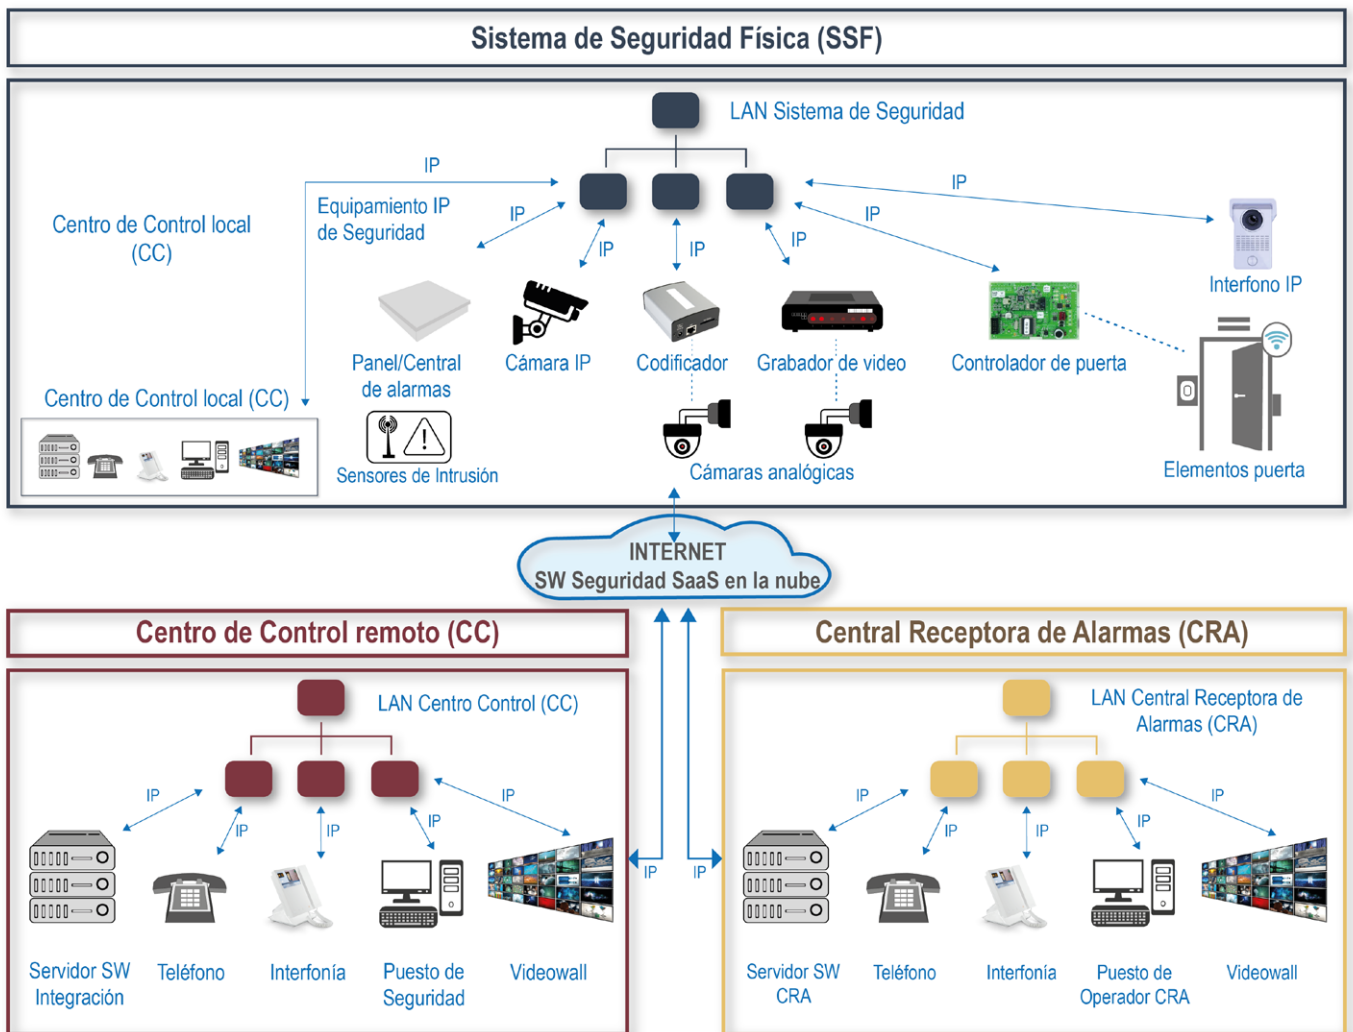 Sistema de Seguridad Física (SSF)
LAN Sistema de Seguridad
IP
IP
Equipamiento IP
de Seguridad
IP
IP
Centro de Control local
(CC)
IP
IP
IP
Interfono IP
Panel/Central
de alarmas
Cámara IP
Codificador
Grabador de video
Controlador de puerta
Centro de Control local (CC)
Sensores de Intrusión
Cámaras analógicas
Elementos puerta
INTERNET
SW Seguridad SaaS en la nube
Centro de Control remoto (CC)
LAN Centro Control (CC)
IP
IP
IP
IP
IP
IP
Servidor SW
Integración
Teléfono
Interfonía
Puesto de
Seguridad
Videowall
Central Receptora de Alarmas (CRA)
LAN Central Receptora de
Alarmas (CRA)
IP
IP
IP
IP
IP
IP
Servidor SW
CRA
Teléfono
Interfonía
Puesto de
Operador CRA
Videowall